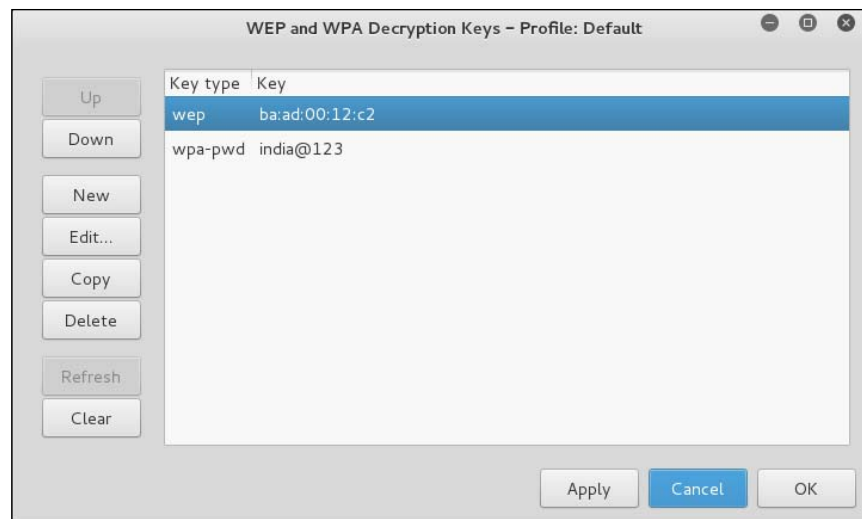 WEP and WPA Decryption Keys – Profile: Default
Up
Down
New
Edit...
Copy
Delete
Refresh
Clear
Key type Key
wep ba:ad:00:12:c2
wpa-pwd india@123
Apply Cancel OK